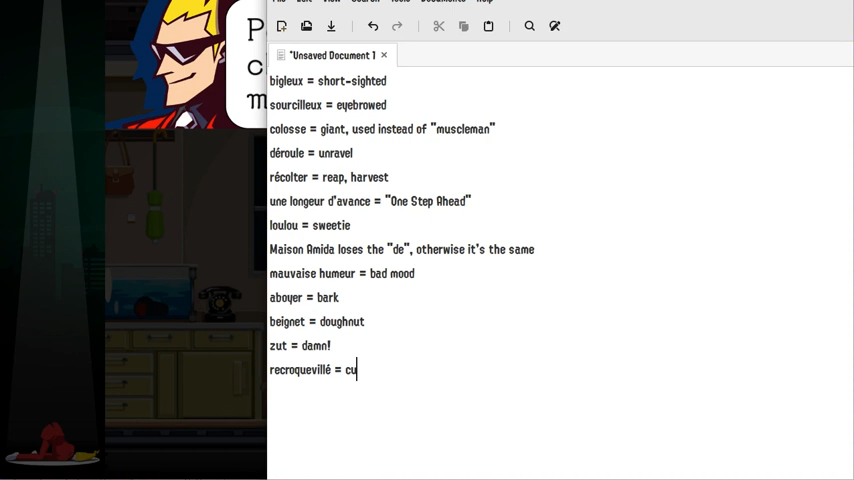 P
c
m
*Unsaved Document 1
bigleux = short-sighted
sourcilleux = eyebrowed
colosse = giant, used instead of "muscleman"
déroule = unravel
récolter = reap, harvest
une longeur d'avance = "One Step Ahead"
loulou = sweetie
Maison Amida loses the "de", otherwise it's the same
mauvaise humeur = bad mood
aboyer = bark
beignet = doughnut
zut = damn!
recroquevillé = cu